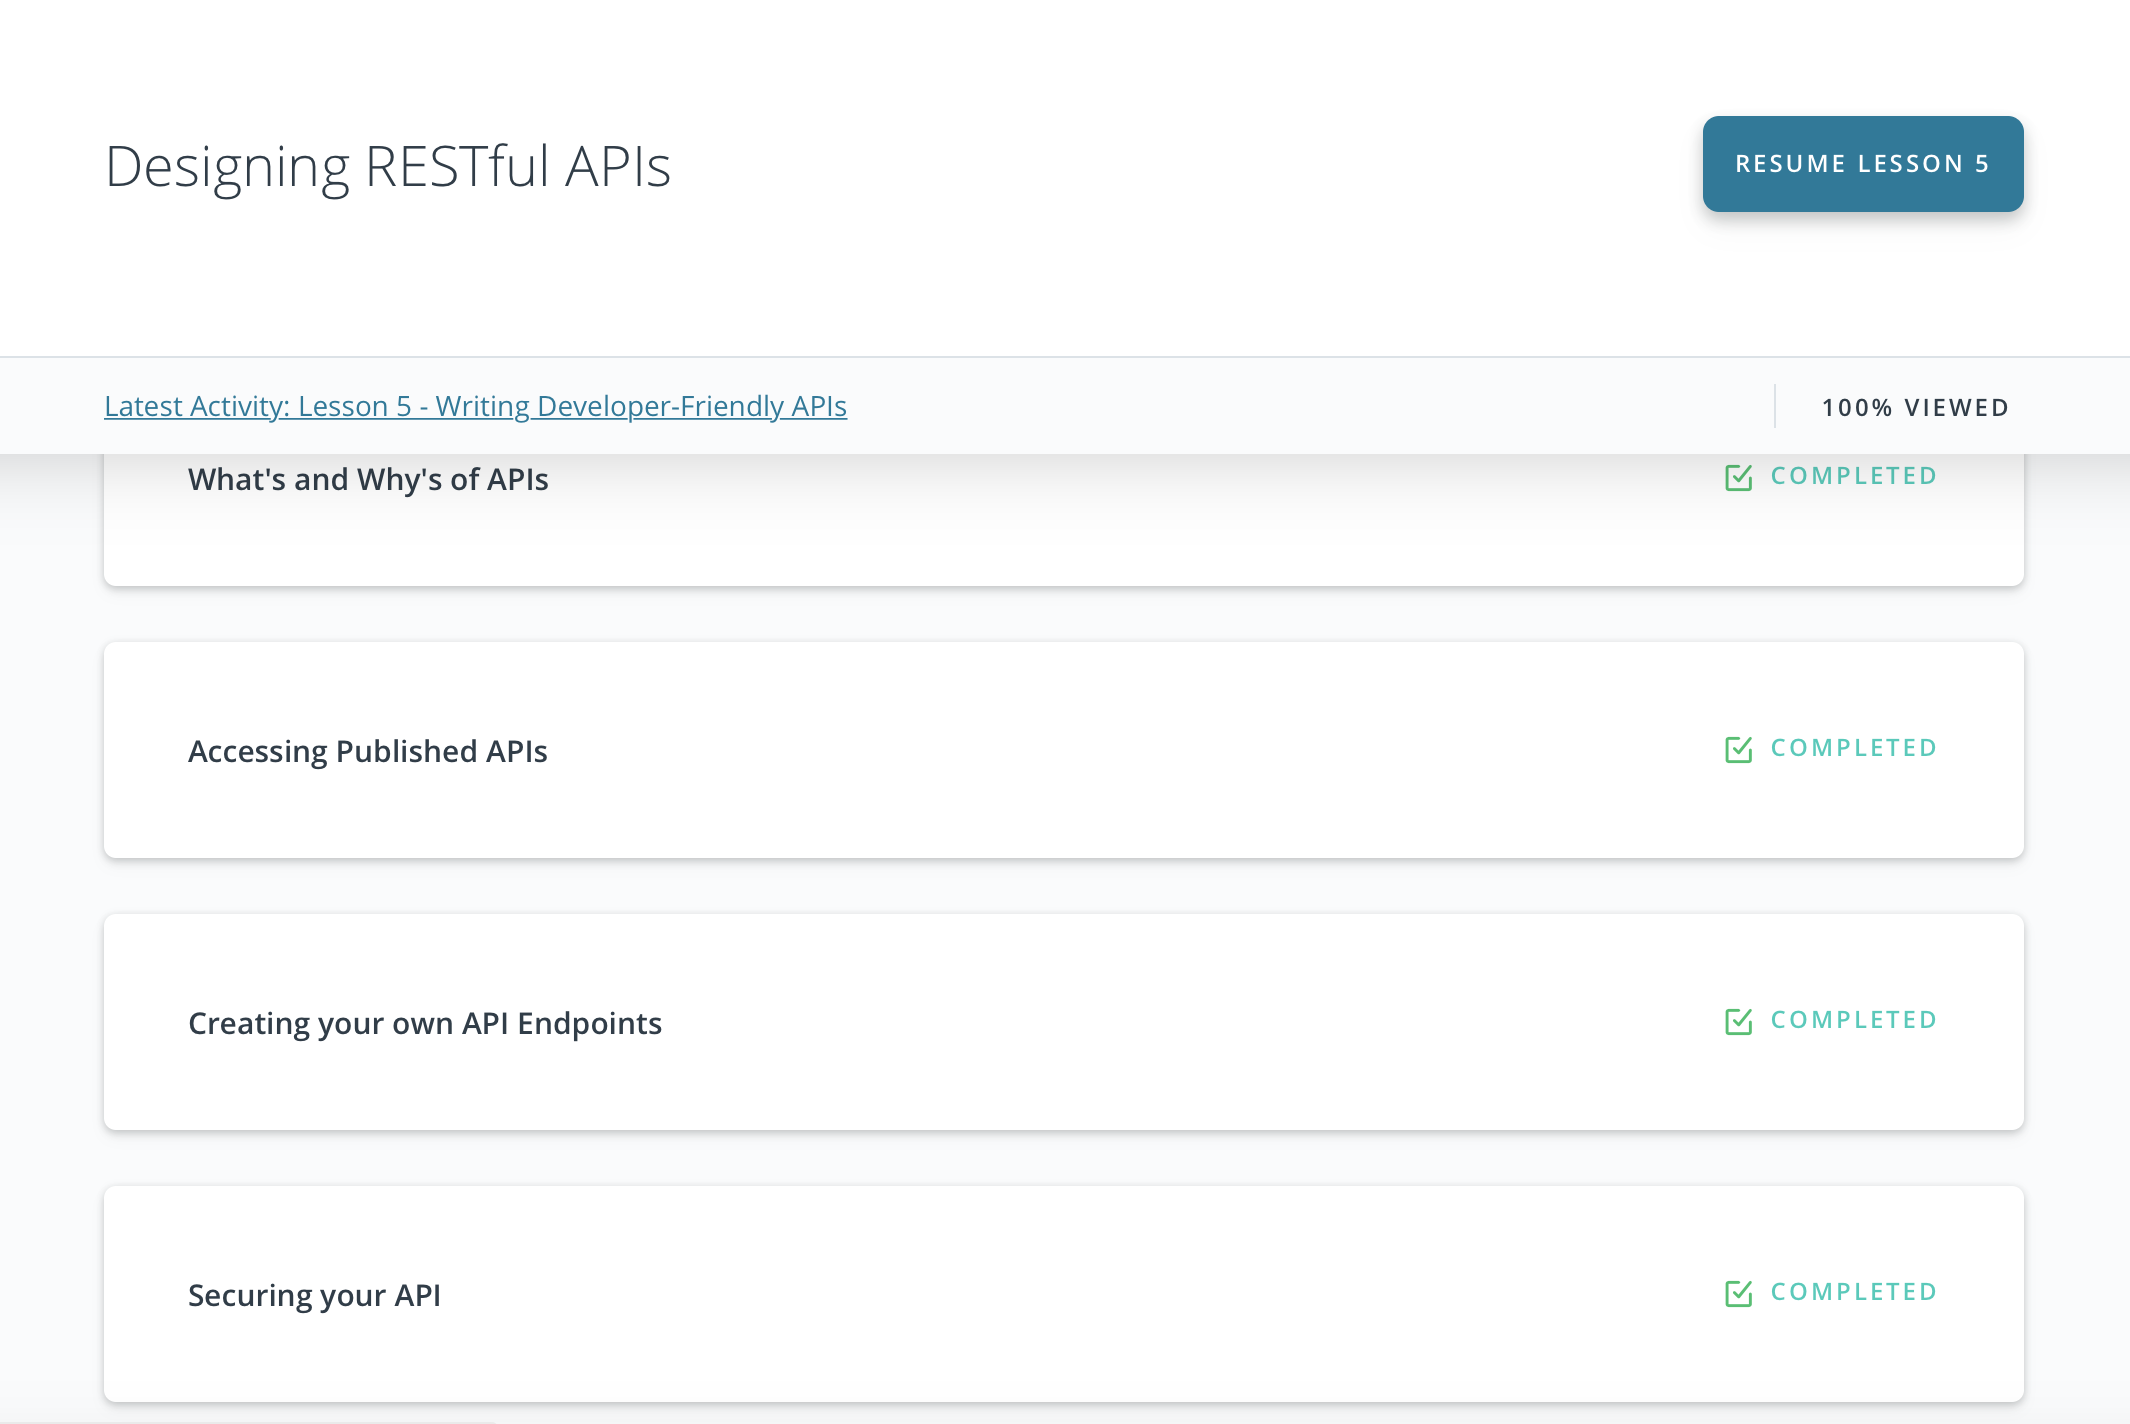 Designing RESTful APIs
RESUME LESSON 5
Latest Activity: Lesson 5 - Writing Developer-Friendly APIs
100% VIEWED
What's and Why's of APIs
COMPLETED
Accessing Published APIs
COMPLETED
Creating your own API Endpoints
COMPLETED
Securing your API
COMPLETED